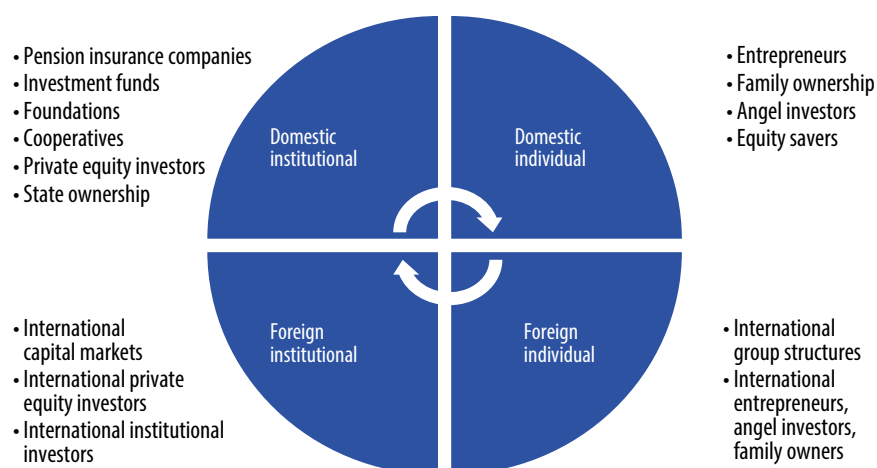 • Pension insurance companies
• Investment funds
• Foundations
• Cooperatives
• Private equity investors
• State ownership
Domestic
institutional
Domestic
individual
• Entrepreneurs
• Family ownership
• Angel investors
• Equity savers
• International
capital markets
• International private
equity investors
• International institutional
investors
Foreign
institutional
Foreign
individual
• International
group structures
• International
entrepreneurs,
angel investors,
family owners